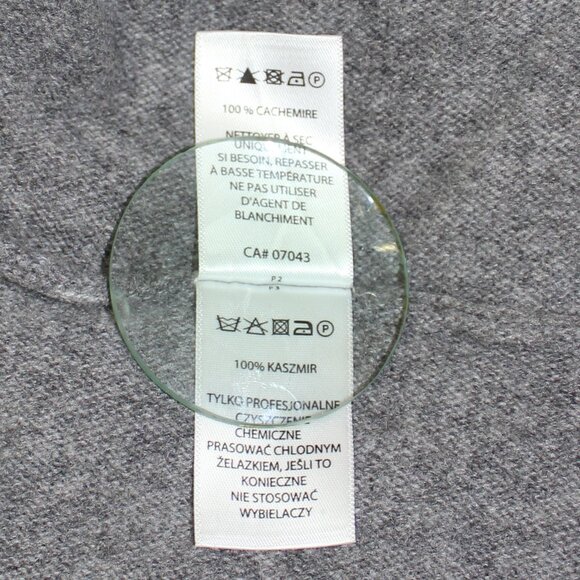 P
100 % CACHEMIRE
NETTOYER À SEC
UNIQUEMENT
SI BESOIN, REPASSER
À BASSE TEMPÉRATURE
NE PAS UTILISER
D'AGENT DE
BLANCHIMENT
CA# 07043
P 2
P 3
P
100% KASZMIR
TYLKO PROFESJONALNE
CZYSZCZENIE
CHEMICZNE
PRASOWAĆ CHŁODNYM
ŻELAZKIEM, JEŚLI TO
KONIECZNE
NIE STOSOWAĆ
WYBIELACZY